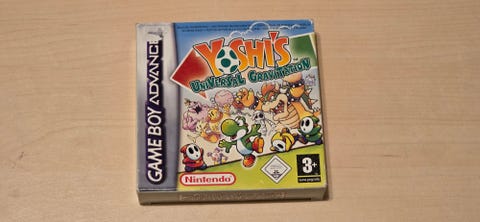 GAME BOY ADVANCE
YOSHI'S
UNIVERSAL GRAVITATION
Nintendo
3+